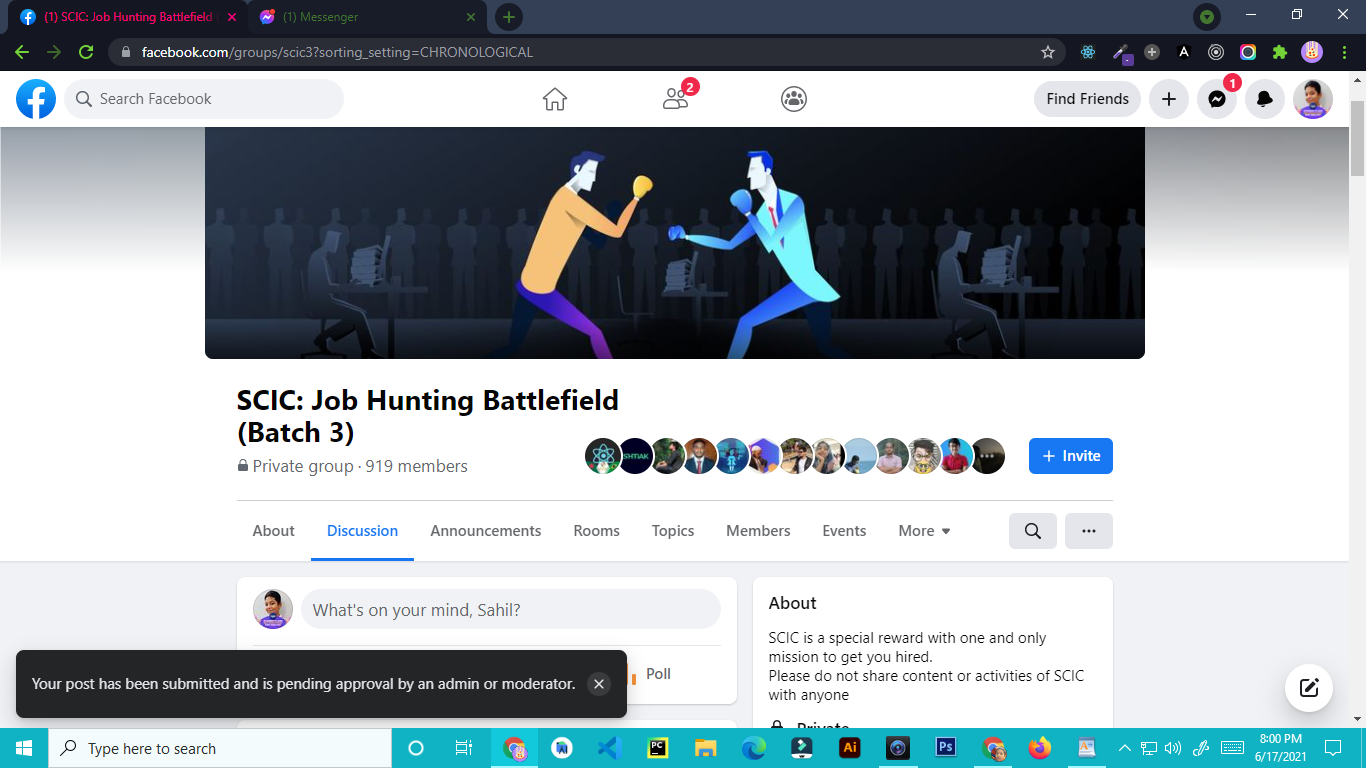 (1) SCIC: Job Hunting Battlefield
(1) Messenger
facebook.com/groups/scic3?sorting_setting=CHRONOLOGICAL
Search Facebook
2
Find Friends
1
SCIC: Job Hunting Battlefield
(Batch 3)
Private group · 919 members
SHTIAK
+ Invite
About
Discussion
Announcements
Rooms
Topics
Members
Events
More
What's on your mind, Sahil?
Poll
Your post has been submitted and is pending approval by an admin or moderator.
About
SCIC is a special reward with one and only
mission to get you hired.
Please do not share content or activities of SCIC
with anyone
Private
Type here to search
PC
Ai
Ps
8:00 PM
6/17/2021